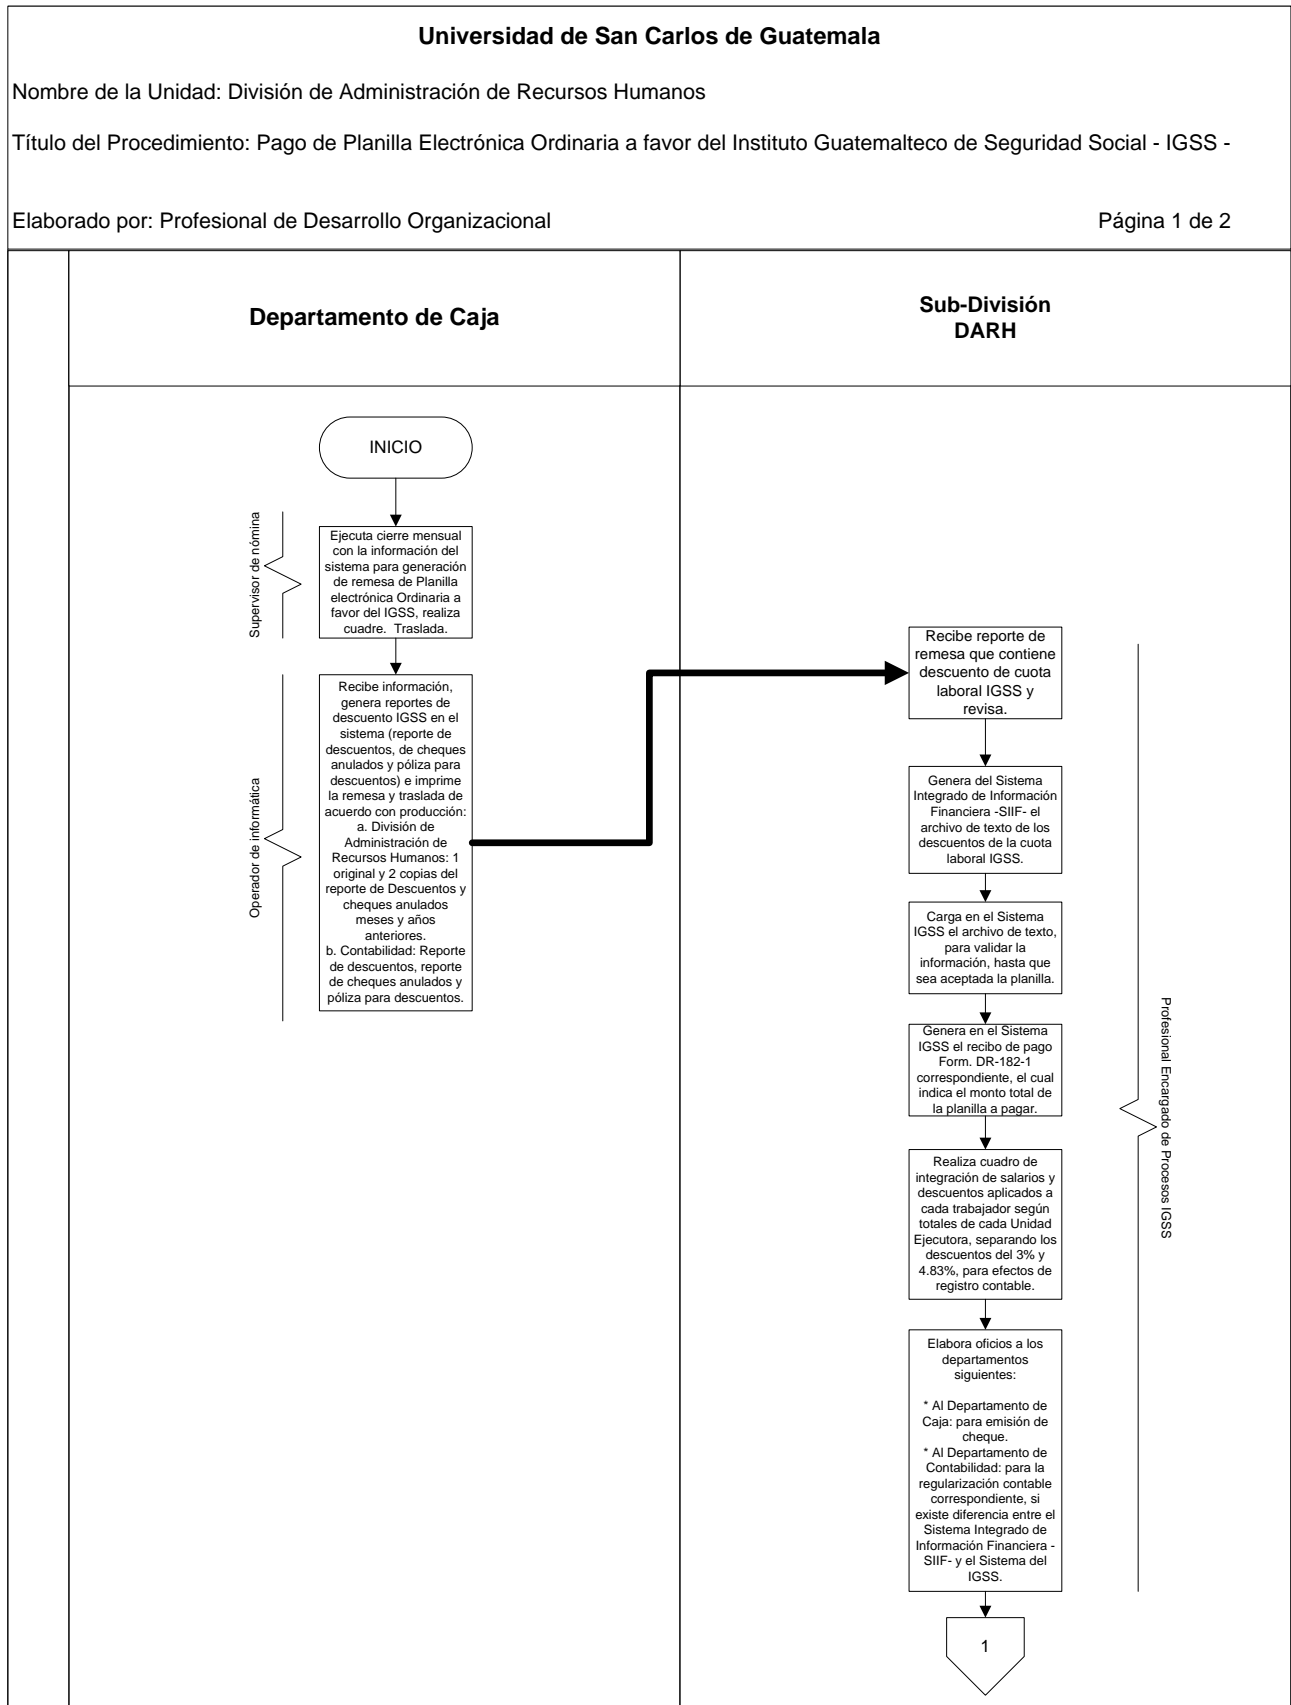 Universidad de San Carlos de Guatemala
Nombre de la Unidad: División de Administración de Recursos Humanos
Título del Procedimiento: Pago de Planilla Electrónica Ordinaria a favor del Instituto Guatemalteco de Seguridad Social - IGSS -
Elaborado por: Profesional de Desarrollo Organizacional
Página 1 de 2
Departamento de Caja
Sub-División
DARH
INICIO
Supervisor de nómina
Ejecuta cierre mensual
con la información del
sistema para generación
de remesa de Planilla
electrónica Ordinaria a
favor del IGSS, realiza
cuadre.  Traslada.
Operador de informática
Recibe información,
genera reportes de
descuento IGSS en el
sistema (reporte de
descuentos, de cheques
anulados y póliza para
descuentos) e imprime
la remesa y traslada de
acuerdo con producción:
a. División de
Administración de
Recursos Humanos: 1
original y 2 copias del
reporte de Descuentos y
cheques anulados
meses y años
anteriores.
b. Contabilidad: Reporte
de descuentos, reporte
de cheques anulados y
póliza para descuentos.
Recibe reporte de
remesa que contiene
descuento de cuota
laboral IGSS y
revisa.
Genera del Sistema
Integrado de Información
Financiera -SIIF- el
archivo de texto de los
descuentos de la cuota
laboral IGSS.
Carga en el Sistema
IGSS el archivo de texto,
para validar la
información, hasta que
sea aceptada la planilla.
Genera en el Sistema
IGSS el recibo de pago
Form. DR-182-1
correspondiente, el cual
indica el monto total de
la planilla a pagar.
Realiza cuadro de
integración de salarios y
descuentos aplicados a
cada trabajador según
totales de cada Unidad
Ejecutora, separando los
descuentos del 3% y
4.83%, para efectos de
registro contable.
Elabora oficios a los
departamentos
siguientes:
* Al Departamento de
Caja: para emisión de
cheque.
* Al Departamento de
Contabilidad: para la
regularización contable
correspondiente, si
existe diferencia entre el
Sistema Integrado de
Información Financiera -
SIIF- y el Sistema del
IGSS.
Profesional Encargado de Procesos IGSS
1